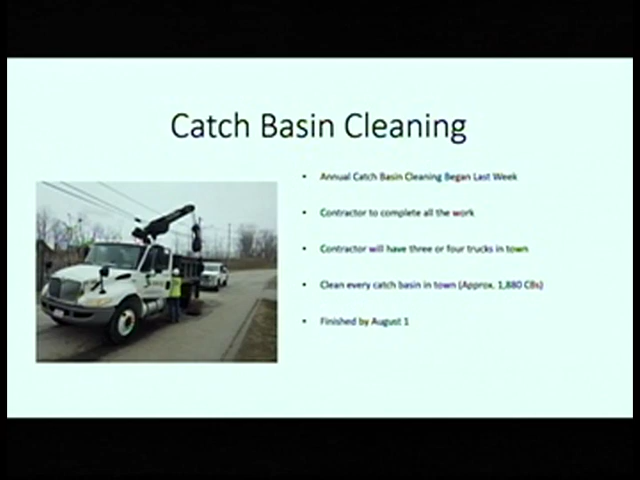 Catch Basin Cleaning
• Annual Catch Basin Cleaning Began Last Week
• Contractor to complete all the work
• Contractor will have three or four trucks in town
• Clean every catch basin in town (Approx. 1,880 CBs)
• Finished by August 1